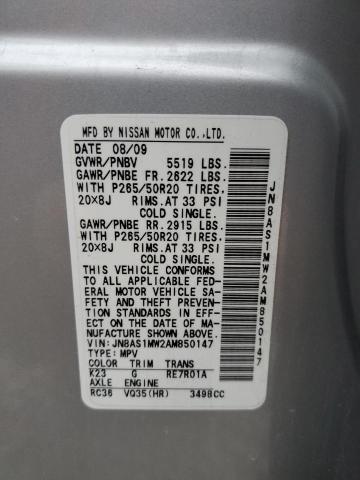 MFD BY NISSAN MOTOR CO.,LTD.
DATE 08/09
GVWR/PNBV 5519 LBS.
GAWR/PNBE FR. 2622 LBS.
WITH P265/50R20 TIRES.
20×8J RIMS.AT 33 PSI
COLD SINGLE.
GAWR/PNBE RR. 2915 LBS.
WITH P265/50R20 TIRES.
20×8J RIMS.AT 33 PSI
COLD SINGLE.
THIS VEHICLE CONFORMS
TO ALL APPLICABLE FED-
ERAL MOTOR VEHICLE SA-
FETY AND THEFT PREVENTION
STANDARDS IN EFFECT
ON THE DATE OF MA-
NUFACTURE SHOWN ABOVE.
VIN: JN8AS1MW2AM850147
TYPE: MPV
COLOR TRIM TRANS
K23 G RE7R01A
AXLE ENGINE
RC36 VQ35(HR) 3498CC
JN8AS1MW2AM850147